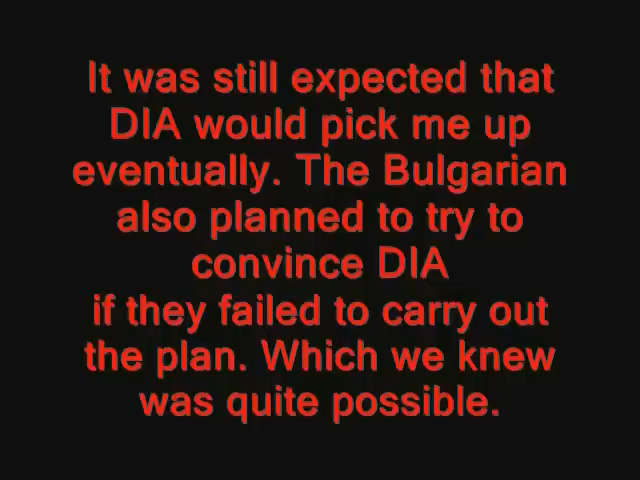 It was still expected that
DIA would pick me up
eventually. The Bulgarian
also planned to try to
convince DIA
if they failed to carry out
the plan. Which we knew
was quite possible.